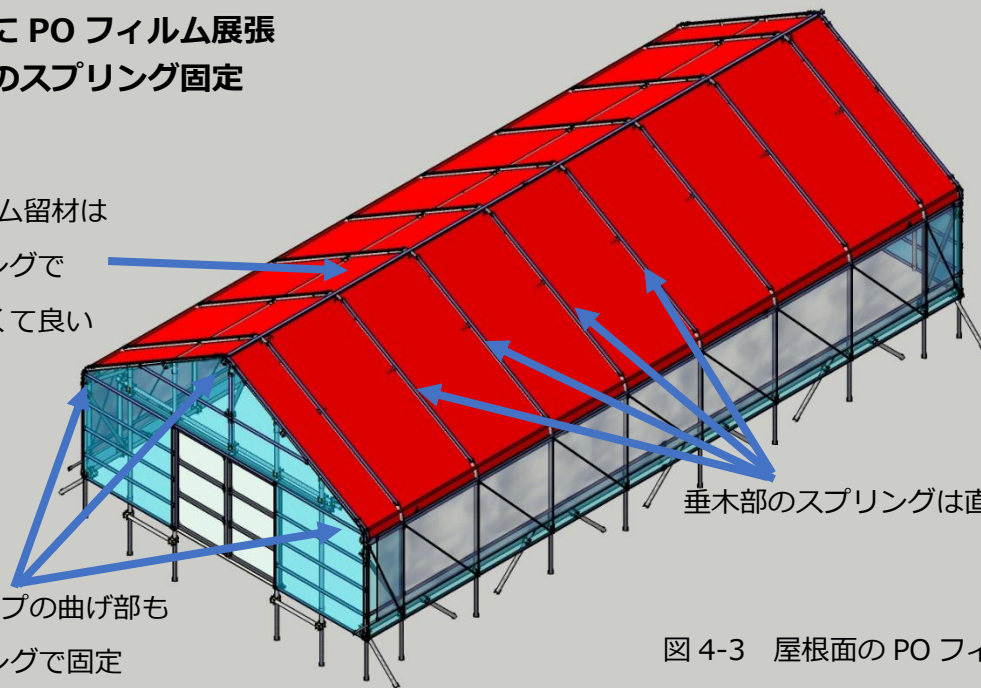 に PO フィルム展張
のスプリング固定
ム留材は
ングで
くて良い
垂木部のスプリングは直
プの曲げ部も
ングで固定
図 4-3 屋根面の PO フィ